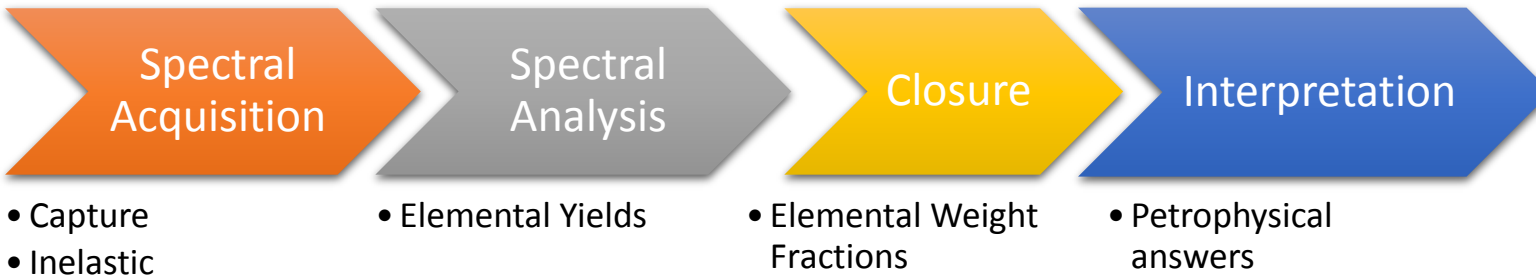 Spectral
Acquisition
Spectral
Analysis
Closure
Interpretation
• Capture
• Inelastic
• Elemental Yields
• Elemental Weight
Fractions
• Petrophysical
answers